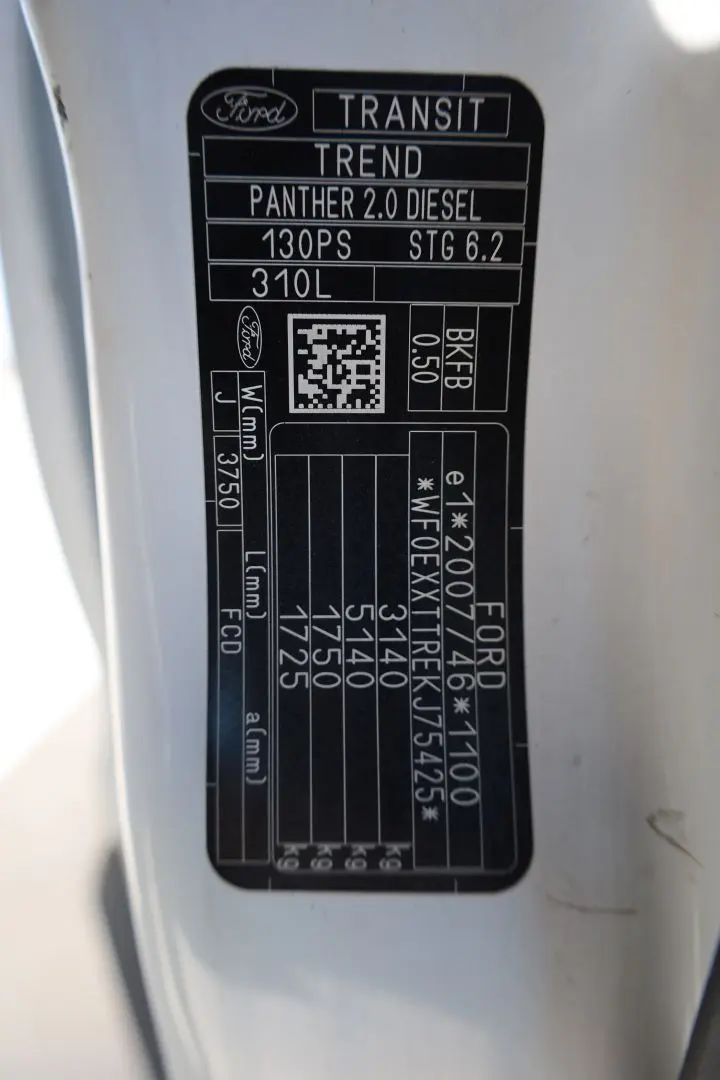 Ford
TRANSIT
TREND
PANTHER 2.0 DIESEL
130PS STG 6.2
310L
Ford
BKFB
0.50
FORD
e1*2007/46*1100
*WF0EXXTTREKJ75425*
3140 kg
5140 kg
1750 kg
1725 kg
W(mm) L(mm) a(mm)
J 3750 FCD